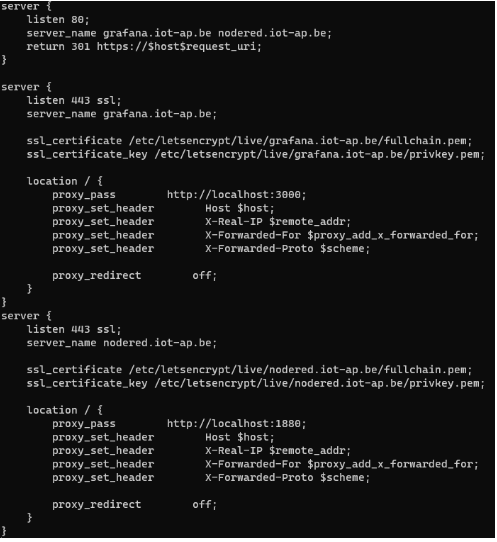 server {
    listen 80;
    server_name grafana.iot-ap.be nodered.iot-ap.be;
    return 301 https://$host$request_uri;
}

server {
    listen 443 ssl;
    server_name grafana.iot-ap.be;

    ssl_certificate /etc/letsencrypt/live/grafana.iot-ap.be/fullchain.pem;
    ssl_certificate_key /etc/letsencrypt/live/grafana.iot-ap.be/privkey.pem;

    location / {
        proxy_pass        http://localhost:3000;
        proxy_set_header        Host $host;
        proxy_set_header        X-Real-IP $remote_addr;
        proxy_set_header        X-Forwarded-For $proxy_add_x_forwarded_for;
        proxy_set_header        X-Forwarded-Proto $scheme;

        proxy_redirect        off;
    }
}
server {
    listen 443 ssl;
    server_name nodered.iot-ap.be;

    ssl_certificate /etc/letsencrypt/live/nodered.iot-ap.be/fullchain.pem;
    ssl_certificate_key /etc/letsencrypt/live/nodered.iot-ap.be/privkey.pem;

    location / {
        proxy_pass        http://localhost:1880;
        proxy_set_header        Host $host;
        proxy_set_header        X-Real-IP $remote_addr;
        proxy_set_header        X-Forwarded-For $proxy_add_x_forwarded_for;
        proxy_set_header        X-Forwarded-Proto $scheme;

        proxy_redirect        off;
    }
}